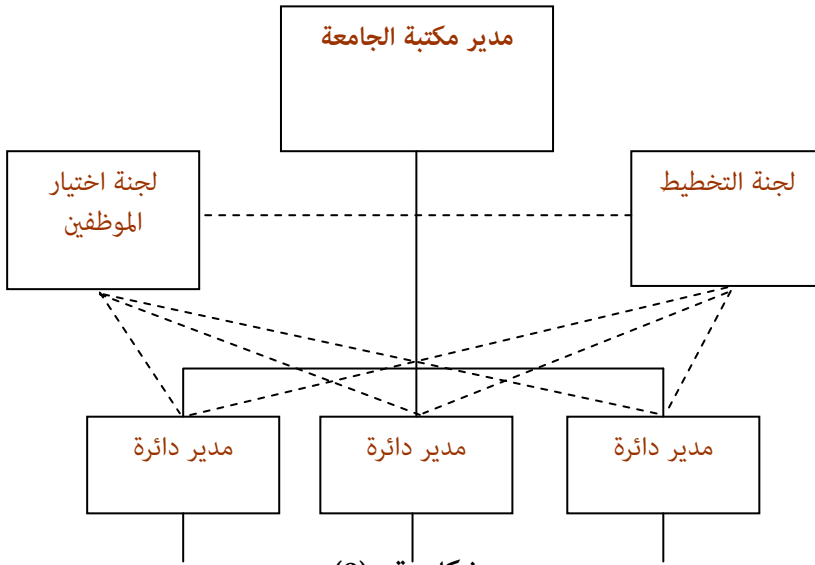 مدير مكتبة الجامعة
لجنة التخطيط
لجنة اختيار
الموظفين
مدير دائرة
مدير دائرة
مدير دائرة